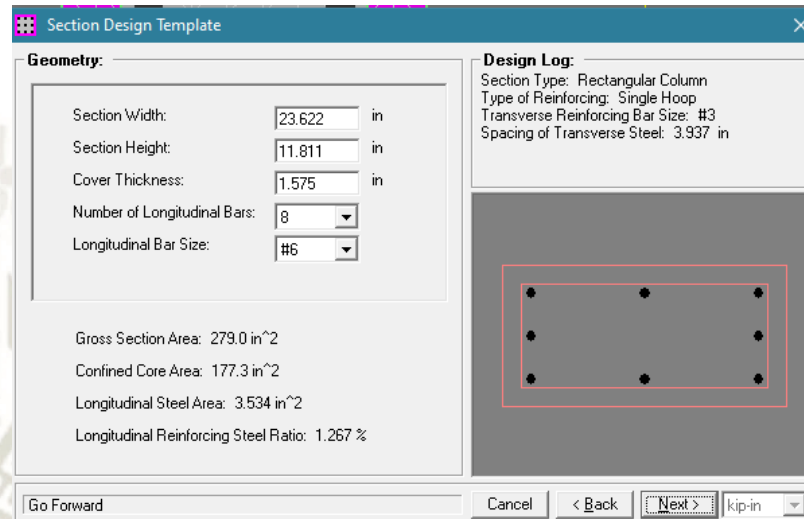 Section Design Template
Geometry:
Section Width: 23.622 in
Section Height: 11.811 in
Cover Thickness: 1.575 in
Number of Longitudinal Bars: 8
Longitudinal Bar Size: #6
Gross Section Area: 279.0 in^2
Confined Core Area: 177.3 in^2
Longitudinal Steel Area: 3.534 in^2
Longitudinal Reinforcing Steel Ratio: 1.267 %
Design Log:
Section Type: Rectangular Column
Type of Reinforcing: Single Hoop
Transverse Reinforcing Bar Size: #3
Spacing of Transverse Steel: 3.937 in
Go Forward
Cancel
< Back
Next >
kip-in